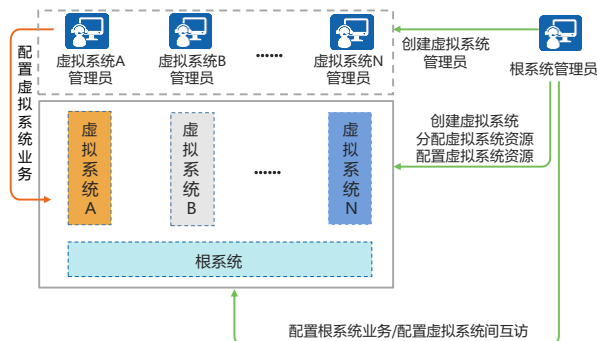 虚拟系统A
管理员
虚拟系统B
管理员
……
虚拟系统N
管理员
创建虚拟系统
管理员
根系统管理员
配置虚拟系统业务
虚拟系统A
虚拟系统B
……
虚拟系统N
创建虚拟系统
分配虚拟系统资源
配置虚拟系统资源
根系统
配置根系统业务/配置虚拟系统间互访